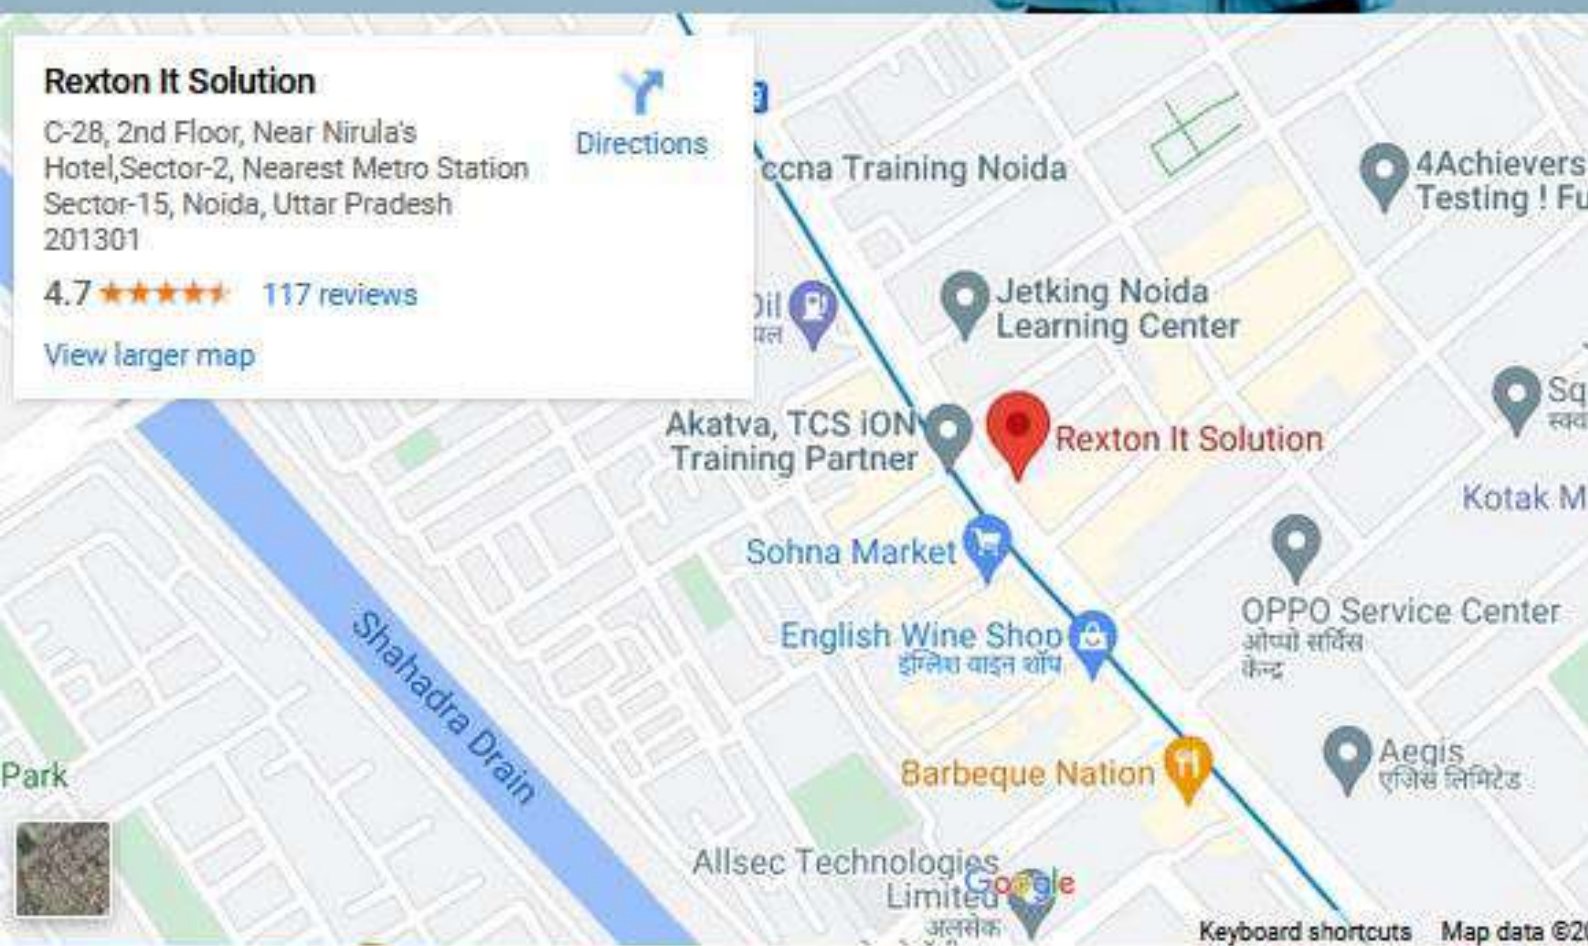 Rexton It Solution
C-28, 2nd Floor, Near Nirula's
Hotel,Sector-2, Nearest Metro Station
Sector-15, Noida, Uttar Pradesh
201301
4.7
117 reviews
View larger map
Directions
ccna Training Noida
4Achievers
Testing ! Fu
Jetking Noida
Learning Center
Akatva, TCS iON
Training Partner
Rexton It Solution
Sq
Kotak M
Sohna Market
English Wine Shop
इंग्लिश वाइन शॉप
OPPO Service Center
ओप्पो सर्विस
केन्द्र
Shahadra Drain
Park
Barbeque Nation
Aegis
एजिस लिमिटेड
Allsec Technologies
Limited
अलसेक
Google
Keyboard shortcuts
Map data ©20